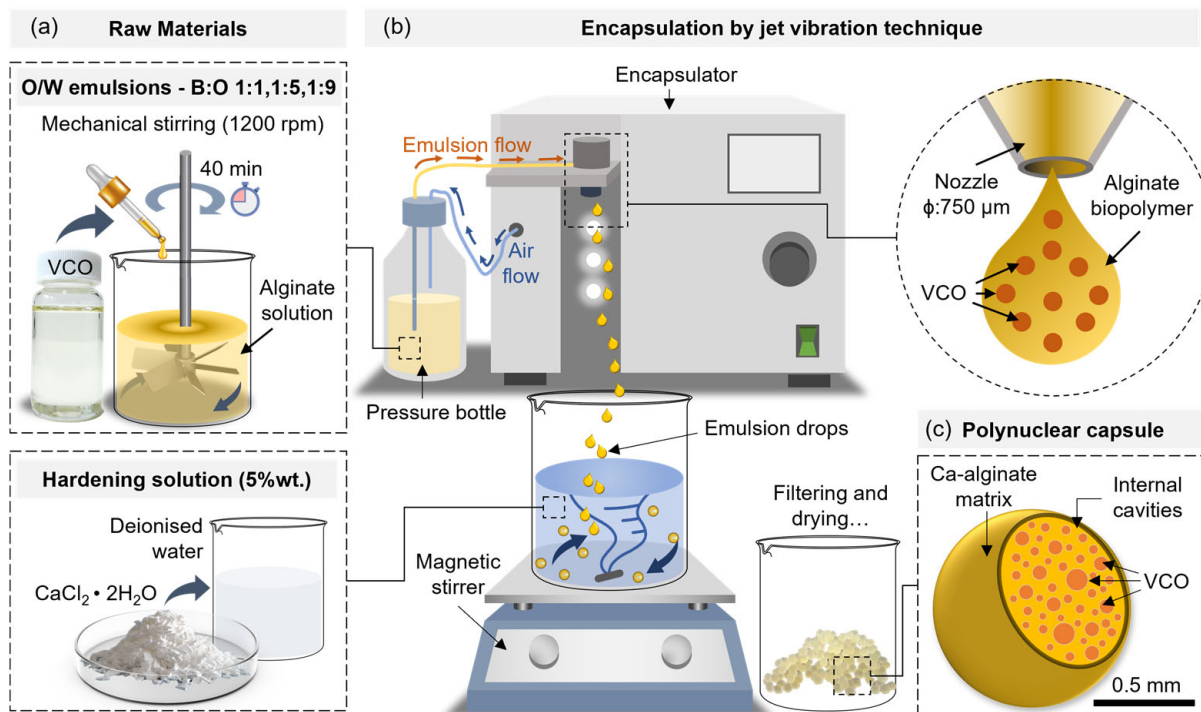 (a)
Raw Materials
O/W emulsions - B:O 1:1,1:5,1:9
Mechanical stirring (1200 rpm)
40 min
VCO
Alginate
solution
Hardening solution (5%wt.)
Deionised
water
CaCl₂ • 2H₂O
(b)
Encapsulation by jet vibration technique
Encapsulator
Emulsion flow
Air
flow
Pressure bottle
Nozzle
ϕ:750 µm
Alginate
biopolymer
VCO
Emulsion drops
Magnetic
stirrer
Filtering and
drying...
(c)
Polynuclear capsule
Ca-alginate
matrix
Internal
cavities
VCO
0.5 mm